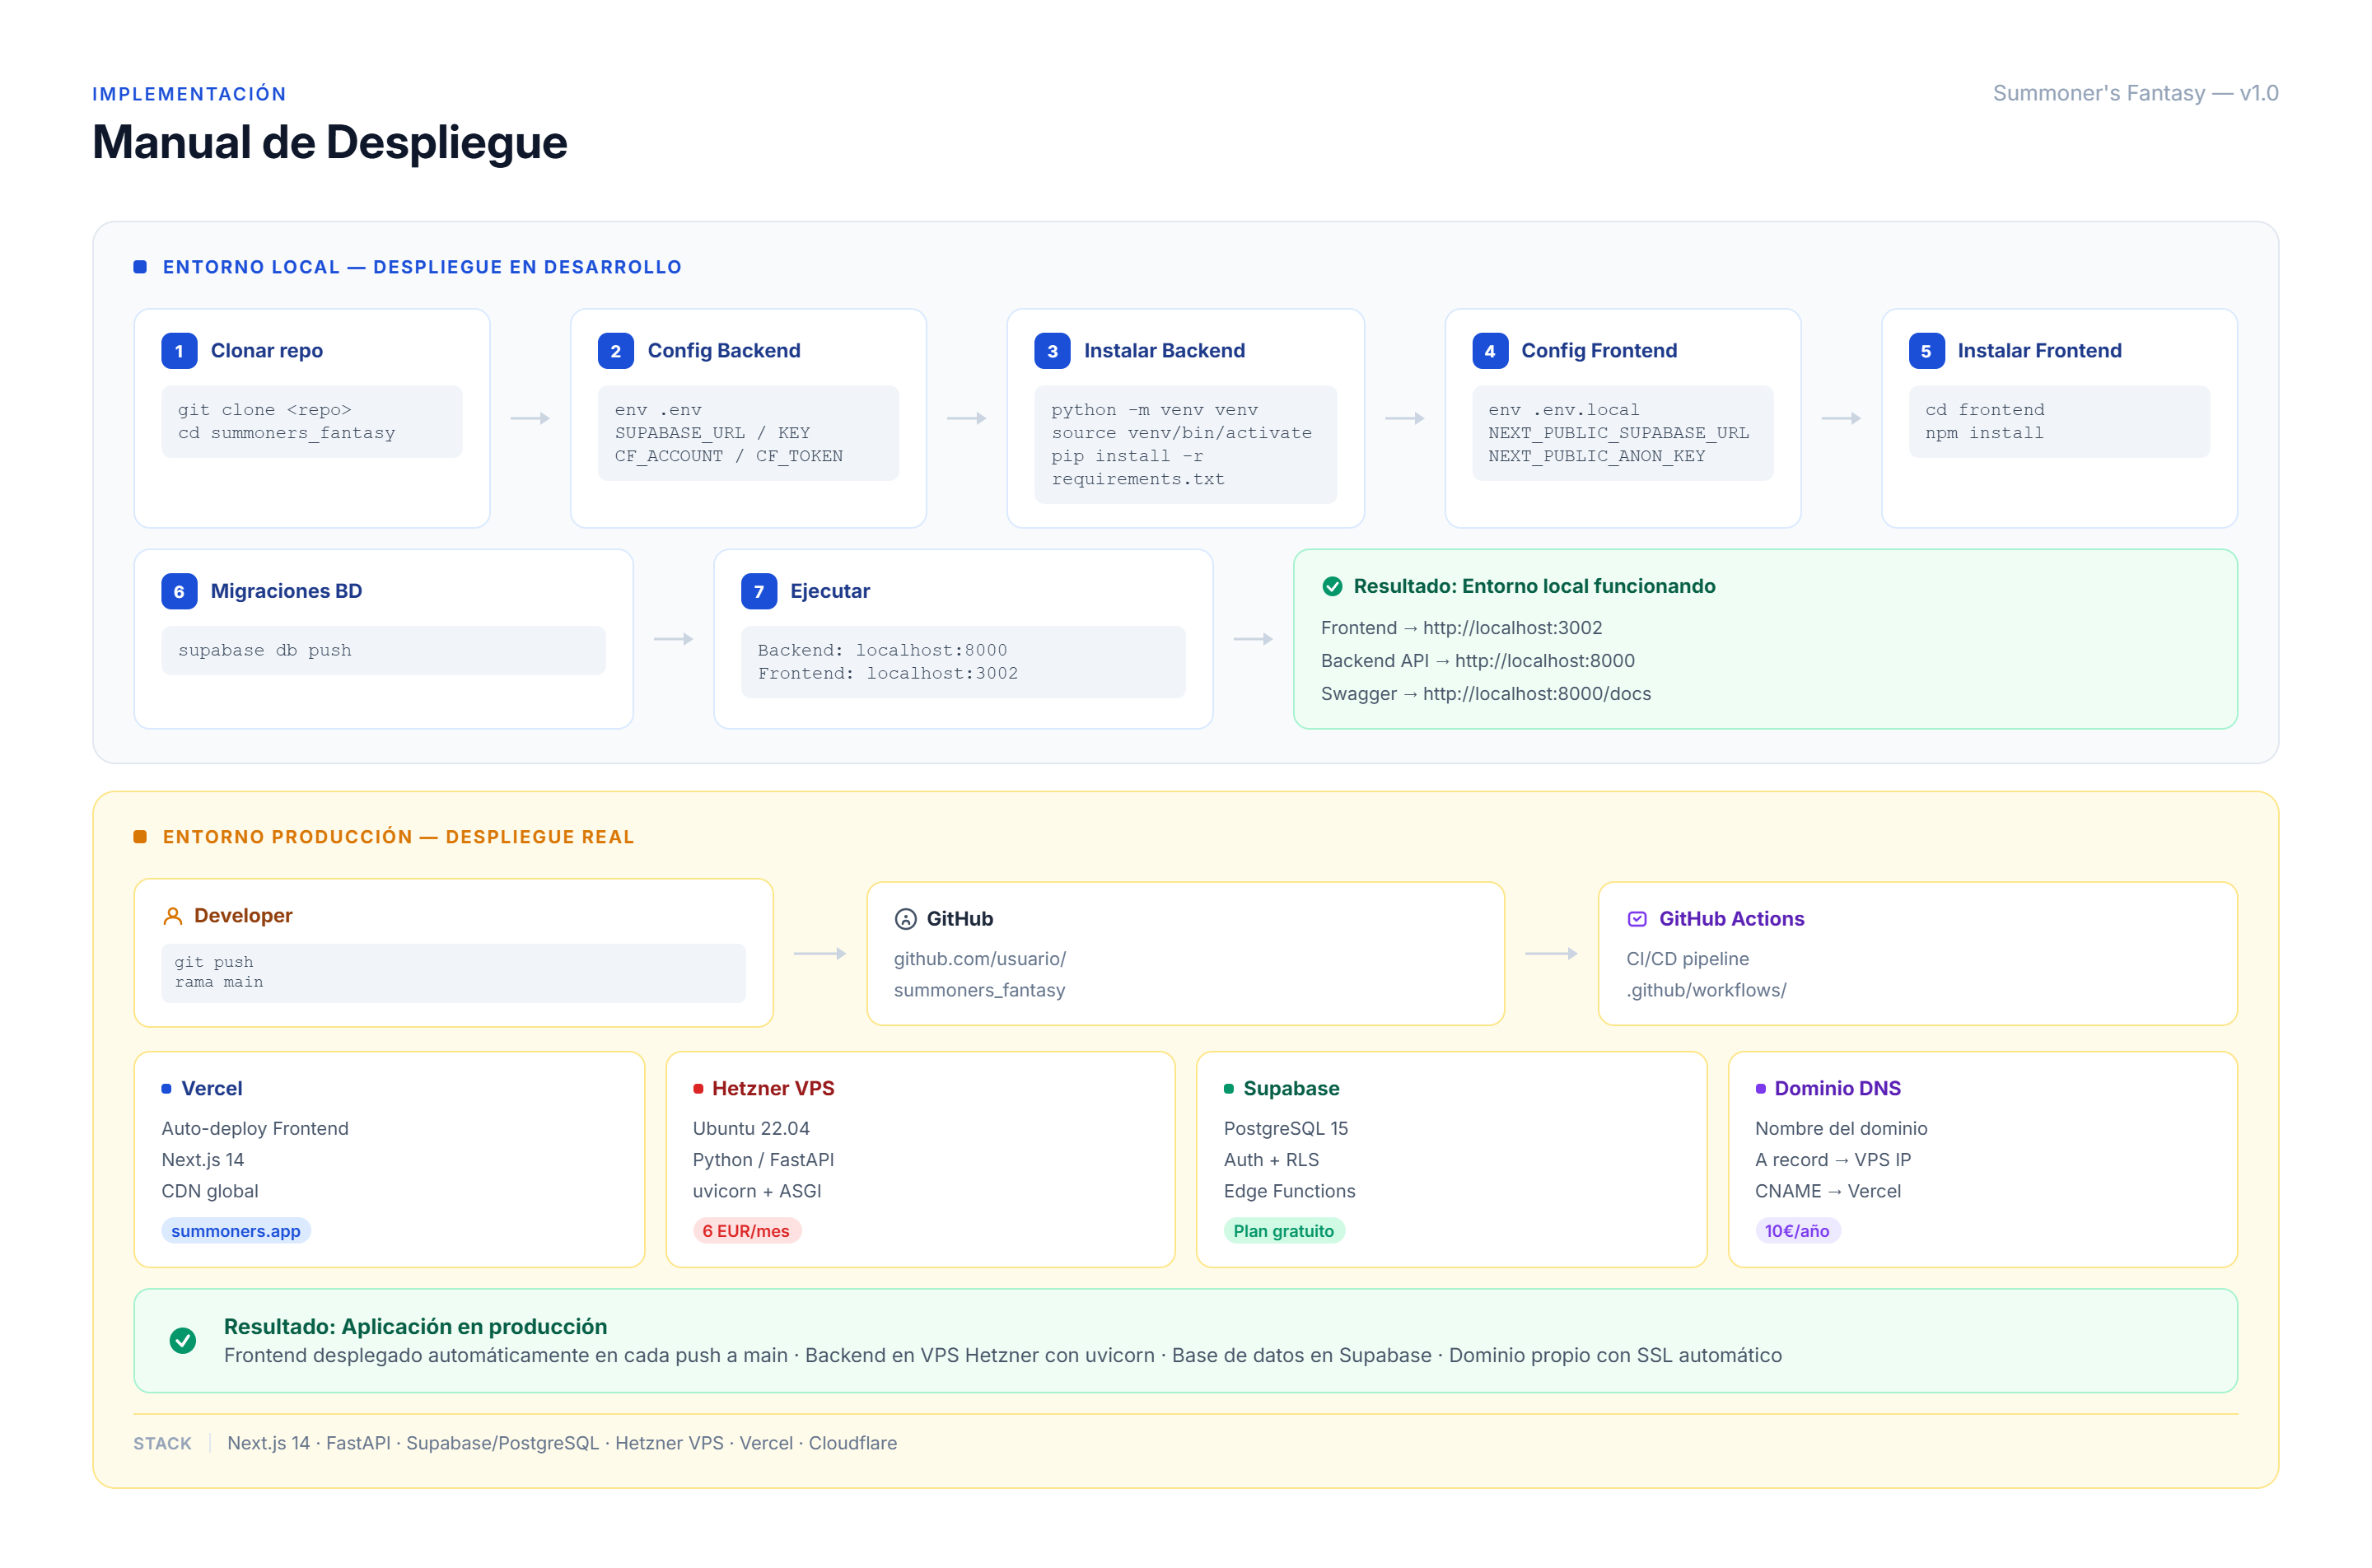 IMPLEMENTACIÓN
Summoner's Fantasy — v1.0
Manual de Despliegue
ENTORNO LOCAL — DESPLIEGUE EN DESARROLLO
1 Clonar repo
git clone <repo>
cd summoners_fantasy
2 Config Backend
env .env
SUPABASE_URL / KEY
CF_ACCOUNT / CF_TOKEN
3 Instalar Backend
python -m venv venv
source venv/bin/activate
pip install -r
requirements.txt
4 Config Frontend
env .env.local
NEXT_PUBLIC_SUPABASE_URL
NEXT_PUBLIC_ANON_KEY
5 Instalar Frontend
cd frontend
npm install
6 Migraciones BD
supabase db push
7 Ejecutar
Backend: localhost:8000
Frontend: localhost:3002
Resultado: Entorno local funcionando
Frontend → http://localhost:3002
Backend API → http://localhost:8000
Swagger → http://localhost:8000/docs
ENTORNO PRODUCCIÓN — DESPLIEGUE REAL
Developer
git push
rama main
GitHub
github.com/usuario/
summoners_fantasy
GitHub Actions
CI/CD pipeline
.github/workflows/
Vercel
Auto-deploy Frontend
Next.js 14
CDN global
summoners.app
Hetzner VPS
Ubuntu 22.04
Python / FastAPI
uvicorn + ASGI
6 EUR/mes
Supabase
PostgreSQL 15
Auth + RLS
Edge Functions
Plan gratuito
Dominio DNS
Nombre del dominio
A record → VPS IP
CNAME → Vercel
10€/año
Resultado: Aplicación en producción
Frontend desplegado automáticamente en cada push a main · Backend en VPS Hetzner con uvicorn · Base de datos en Supabase · Dominio propio con SSL automático
STACK Next.js 14 · FastAPI · Supabase/PostgreSQL · Hetzner VPS · Vercel · Cloudflare